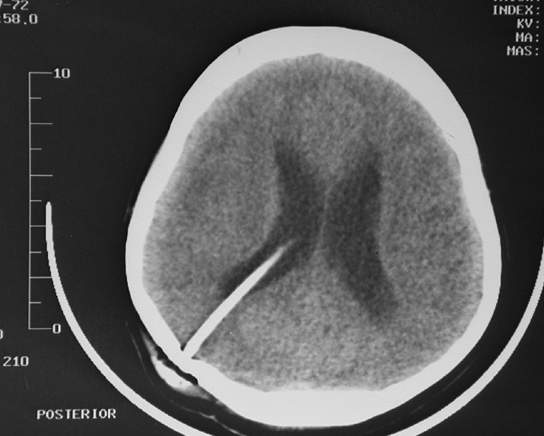 -72
:58.0
INDEX:
KV:
MA:
MAS:
10
0
210
POSTERIOR